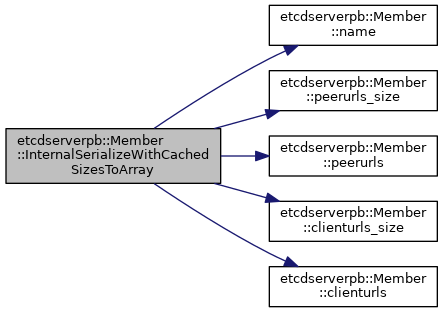 etcdserverpb::Member
::name
etcdserverpb::Member
::peerurls_size
etcdserverpb::Member
::InternalSerializeWithCached
SizesToArray
etcdserverpb::Member
::peerurls
etcdserverpb::Member
::clienturls_size
etcdserverpb::Member
::clienturls